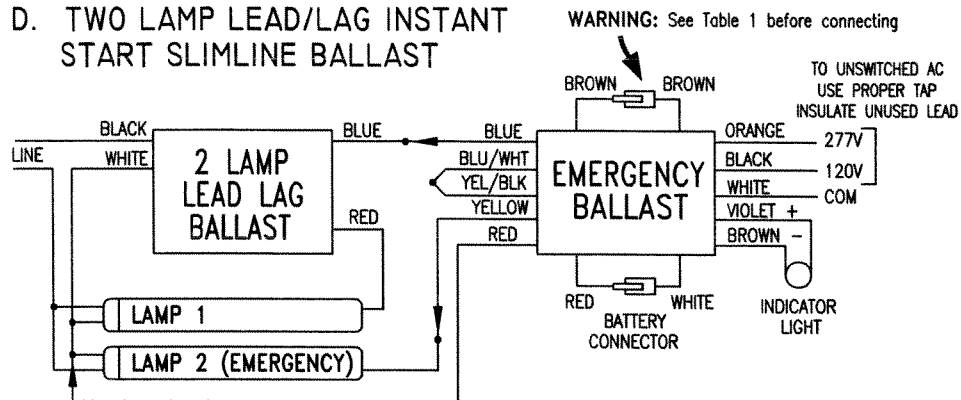 D. TWO LAMP LEAD/LAG INSTANT
START SLIMLINE BALLAST
WARNING: See Table 1 before connecting
BROWN
BROWN
TO UNSWITCHED AC
USE PROPER TAP
INSULATE UNUSED LEAD
BLACK
LINE
WHITE
2 LAMP
LEAD LAG
BALLAST
BLUE
RED
BLUE
BLU/WHT
YEL/BLK
YELLOW
RED
EMERGENCY
BALLAST
ORANGE
277V
BLACK
120V
WHITE
COM
VIOLET +
BROWN -
RED
WHITE
BATTERY
CONNECTOR
INDICATOR
LIGHT
LAMP 1
LAMP 2 (EMERGENCY)